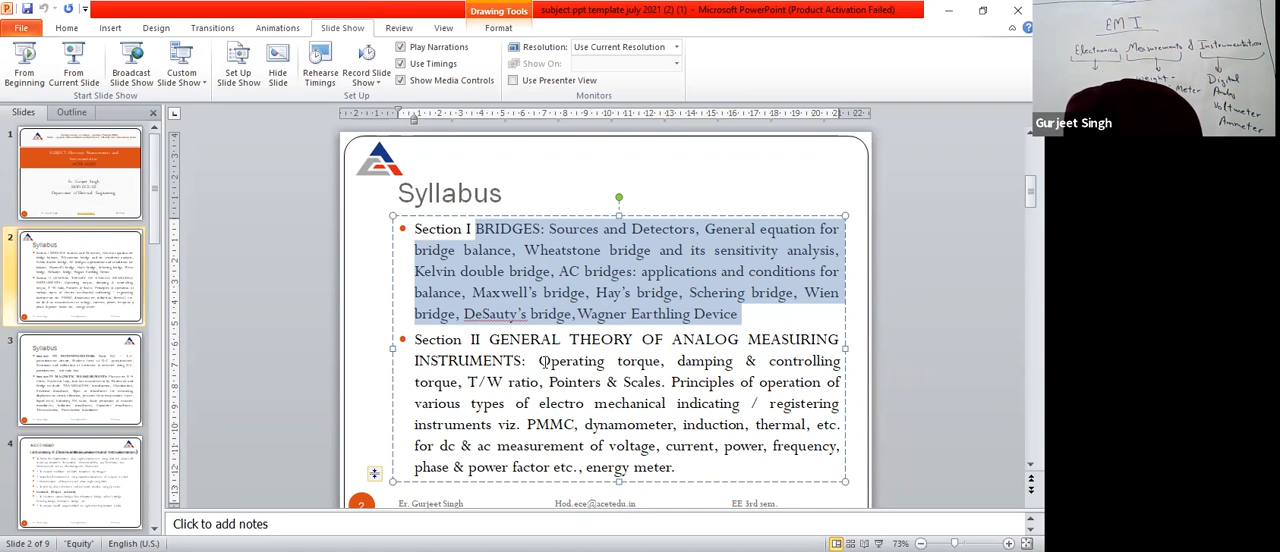 subject.ppt template july 2021 (2) (1) - Microsoft PowerPoint (Product Activation Failed)
Drawing Tools
File Home Insert Design Transitions Animations Slide Show Review View Format
From Beginning
From Current Slide
Broadcast Slide Show
Custom Slide Show
Start Slide Show
Set Up Slide Show
Hide Slide
Rehearse Timings
Record Slide Show
Play Narrations
Use Timings
Show Media Controls
Set Up
Resolution: Use Current Resolution
Show On:
Use Presenter View
Monitors
Slides Outline
1
2
Syllabus
3
Syllabus
4
Syllabus
Section I BRIDGES: Sources and Detectors, General equation for
bridge balance, Wheatstone bridge and its sensitivity analysis,
Kelvin double bridge, AC bridges: applications and conditions for
balance, Maxwell's bridge, Hay's bridge, Schering bridge, Wien
bridge, DeSauty's bridge, Wagner Earthling Device
Section II GENERAL THEORY OF ANALOG MEASURING
INSTRUMENTS: Operating torque, damping & controlling
torque, T/W ratio, Pointers & Scales. Principles of operation of
various types of electro mechanical indicating / registering
instruments viz. PMMC, dynamometer, induction, thermal, etc.
for dc & ac measurement of voltage, current, power, frequency,
phase & power factor etc., energy meter.
2
Er. Gurjeet Singh
Hod.ece@acetedu.in
EE 3rd sem.
Click to add notes
Slide 2 of 9 "Equity" English (U.S.)
73%
EMI
Electronics Measurements & Instrumentation
Weight -
Meter
Digital
Analog
Voltmeter
Ammeter
Gurjeet Singh